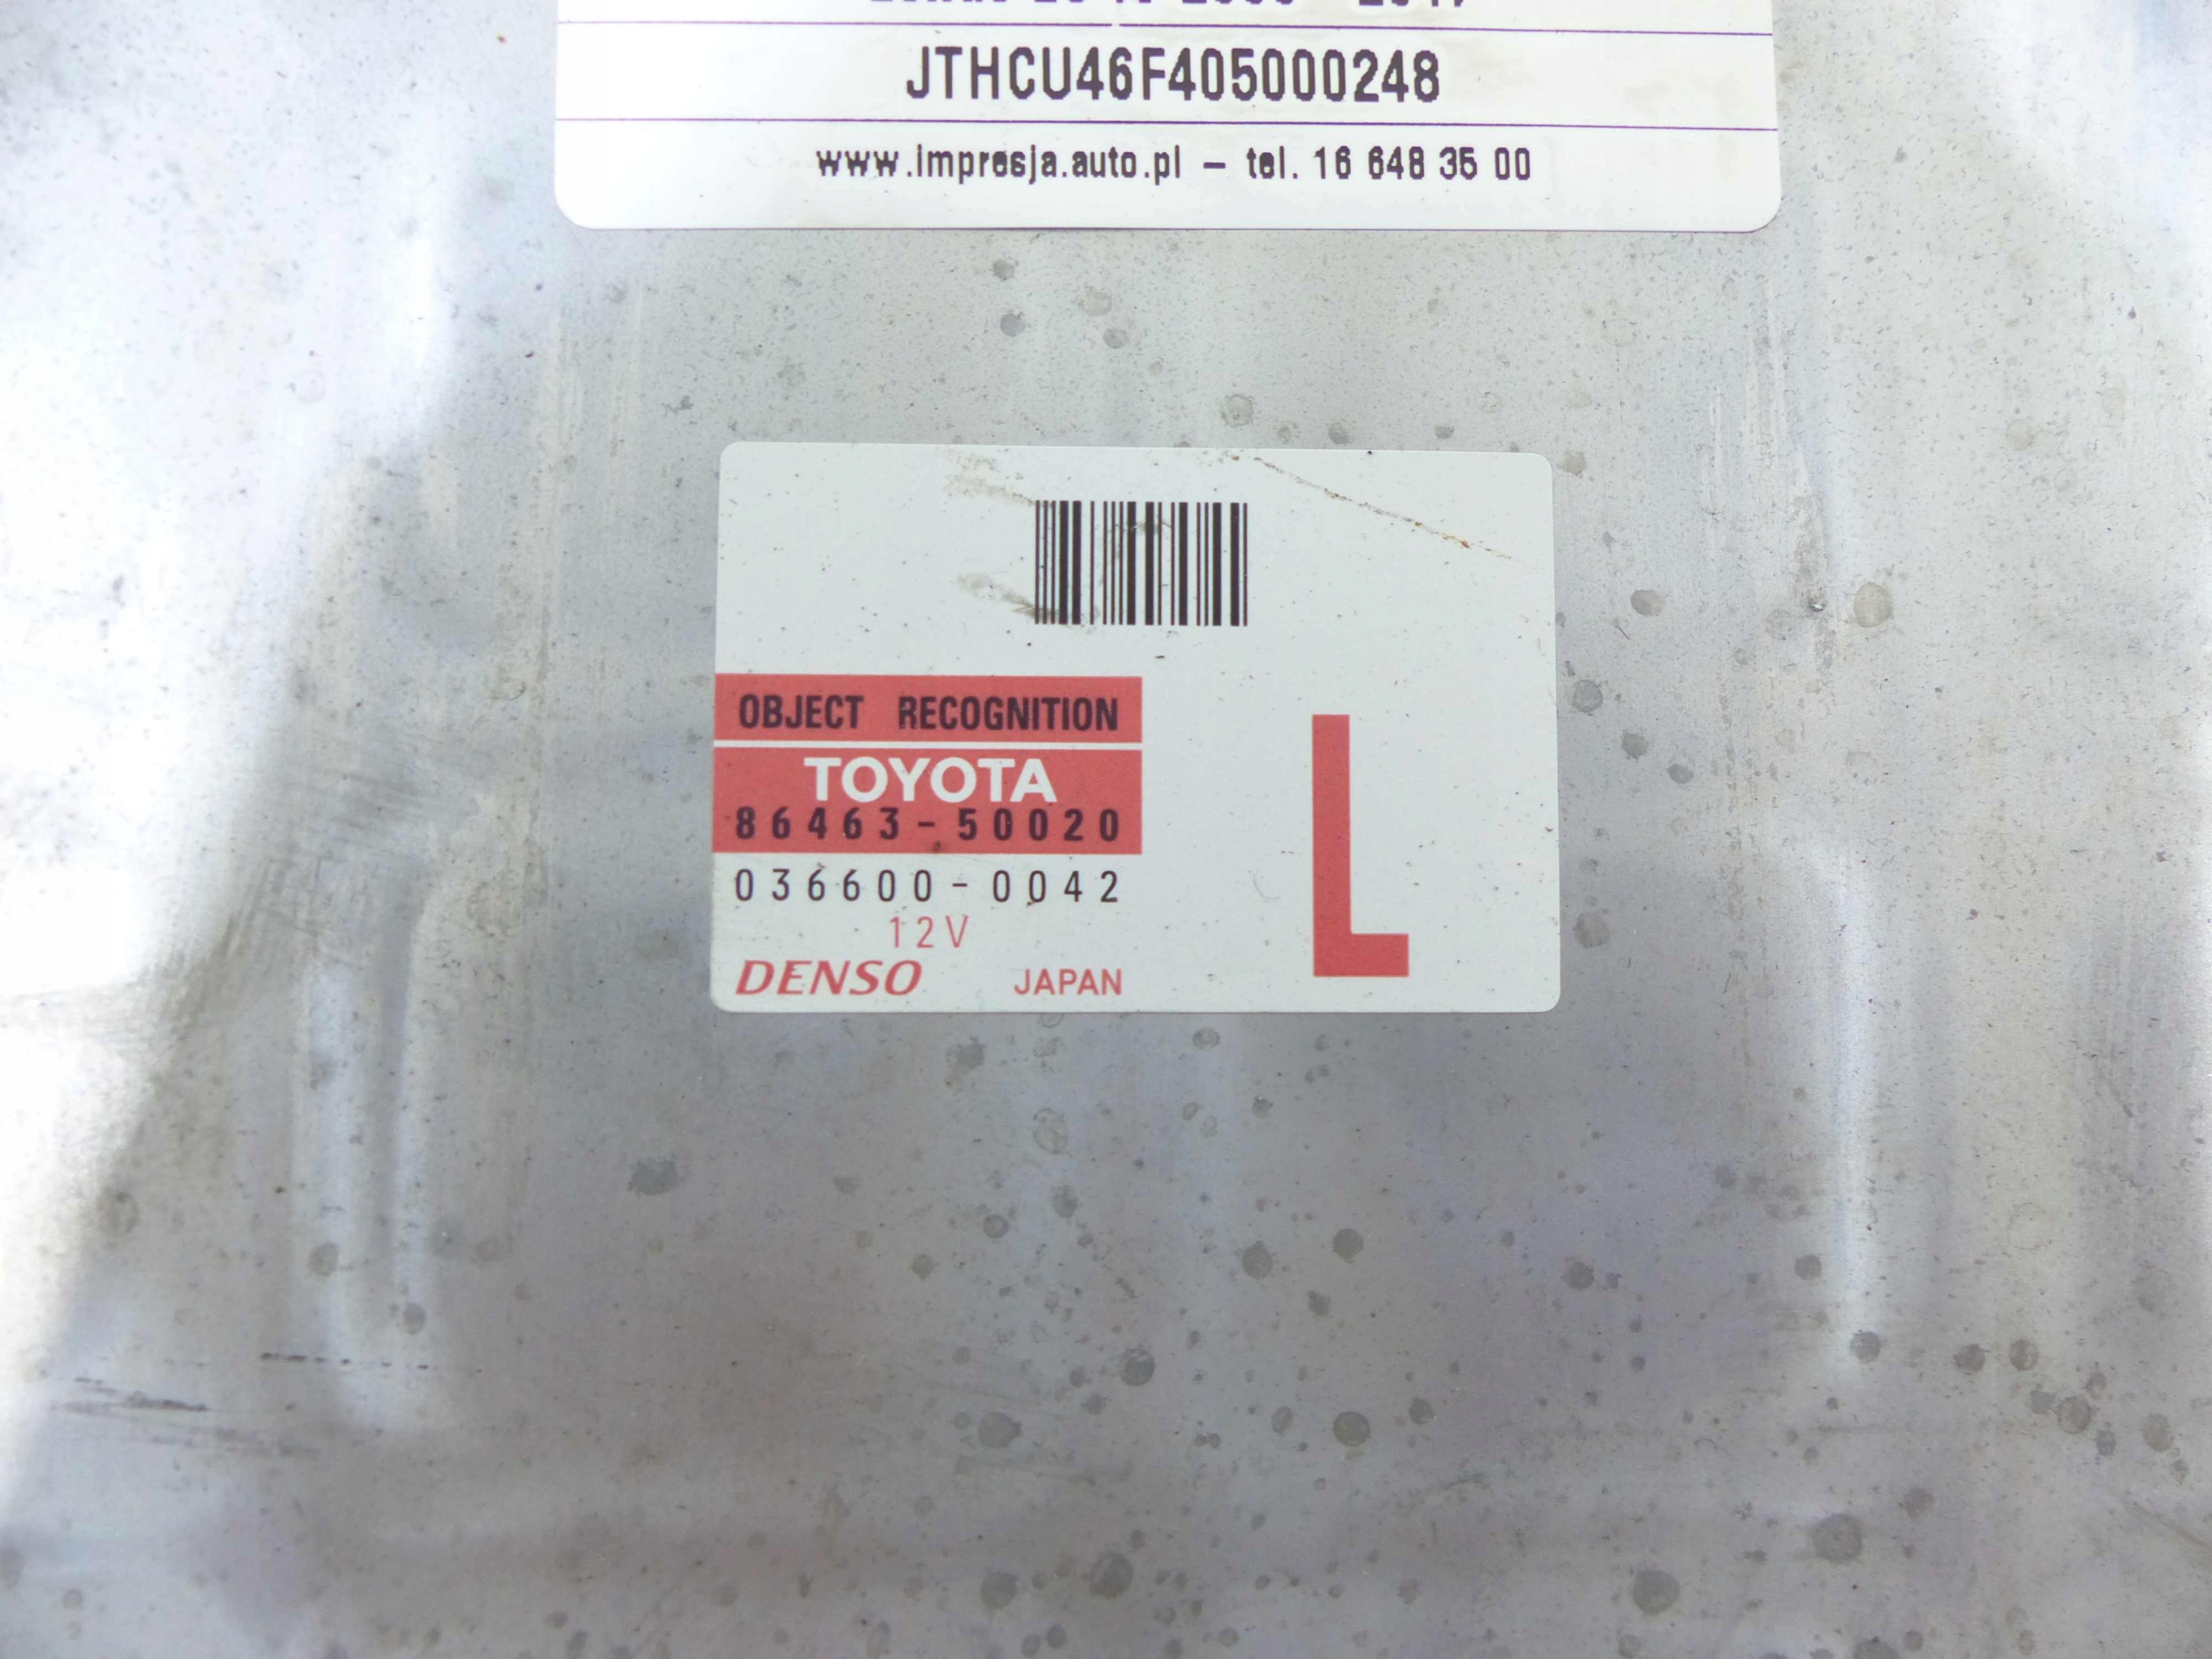 JTHCU46F405000248
www.impresja.auto.pl – tel. 16 648 35 00
OBJECT RECOGNITION
TOYOTA
86463-50020
036600-0042
12V
DENSO JAPAN
L